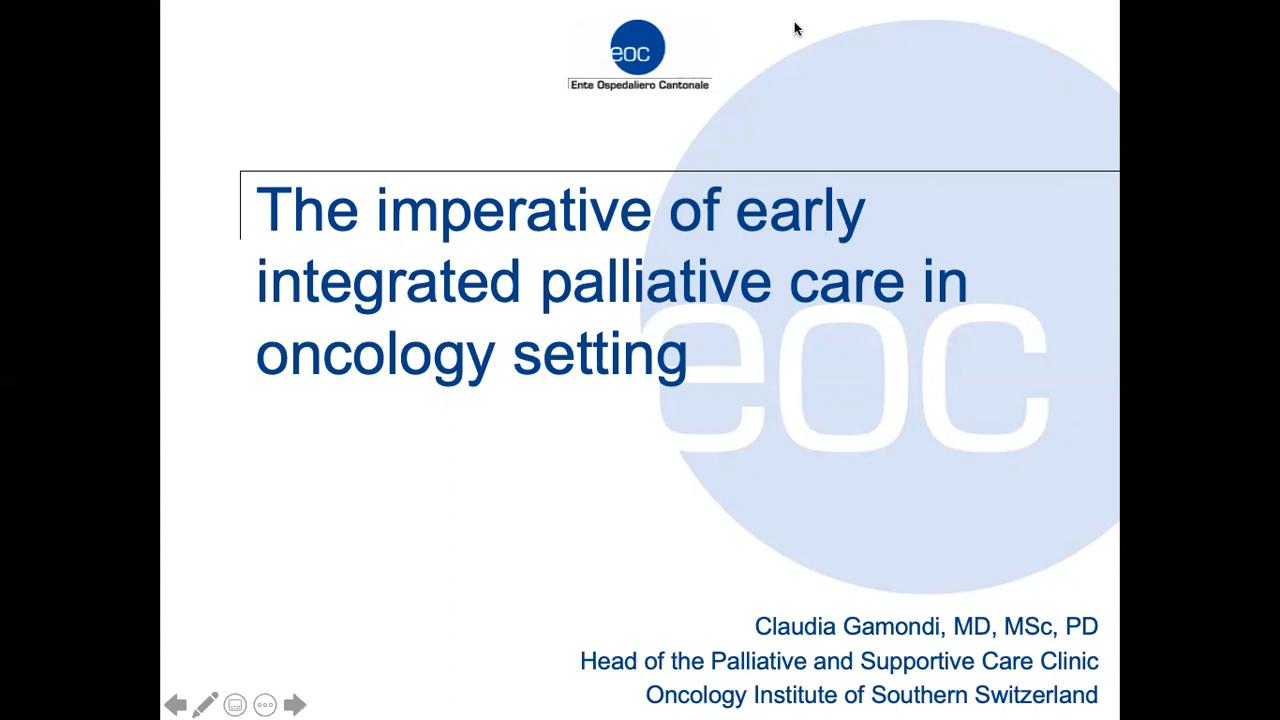 eoc
Ente Ospedaliero Cantonale
The imperative of early
integrated palliative care in
oncology setting
eoc
Claudia Gamondi, MD, MSc, PD
Head of the Palliative and Supportive Care Clinic
Oncology Institute of Southern Switzerland